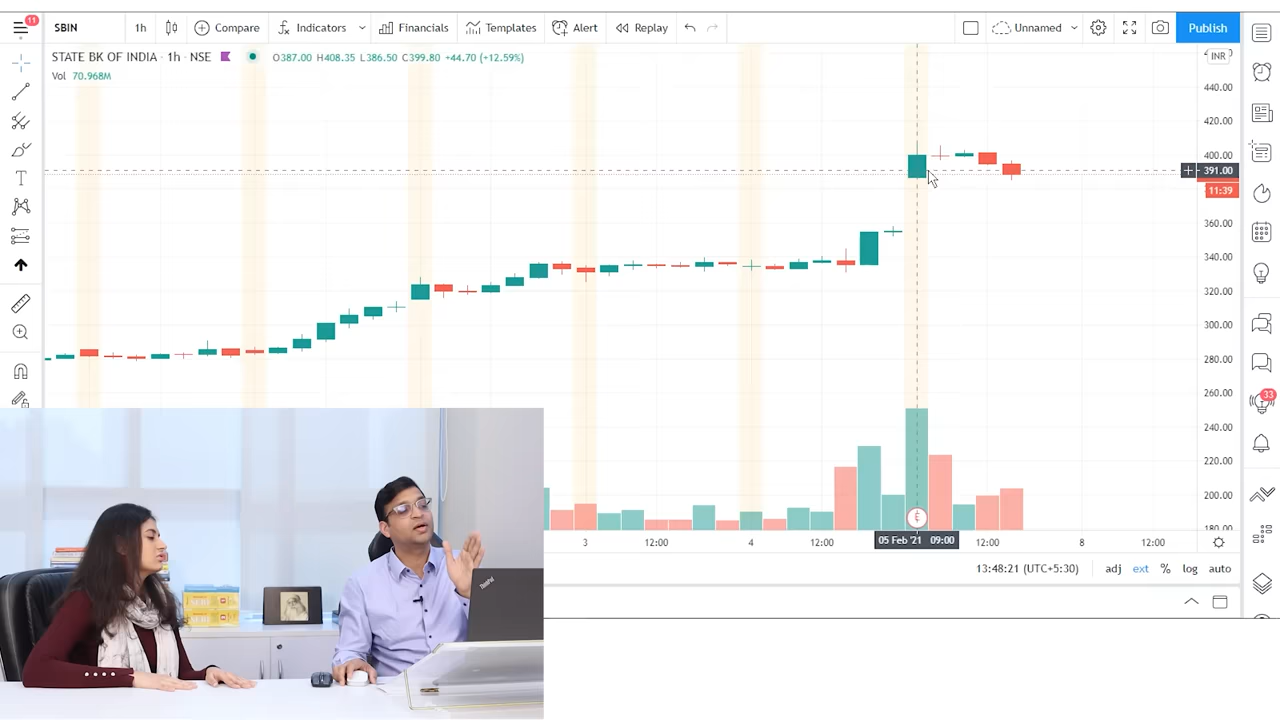 11
SBIN
1h
Compare
Indicators
Financials
Templates
Alert
Replay
Unnamed
Publish
STATE BK OF INDIA · 1h · NSE
O387.00 H408.35 L386.50 C399.80 +44.70 (+12.59%)
Vol 70.968M
INR
440.00
420.00
400.00
391.00
11:39
360.00
340.00
320.00
300.00
280.00
260.00
240.00
220.00
200.00
180.00
33
E
3
12:00
4
12:00
05 Feb '21 09:00
12:00
8
12:00
13:48:21 (UTC+5:30)
adj
ext
%
log
auto
ThinkPad